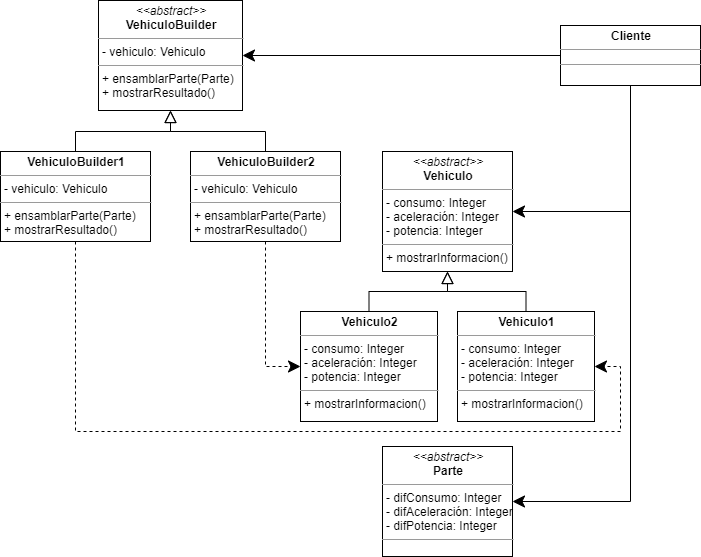 <<abstract>>
VehiculoBuilder
- vehiculo: Vehiculo
+ ensamblarParte(Parte)
+ mostrarResultado()
Cliente
VehiculoBuilder1
- vehiculo: Vehiculo
+ ensamblarParte(Parte)
+ mostrarResultado()
VehiculoBuilder2
- vehiculo: Vehiculo
+ ensamblarParte(Parte)
+ mostrarResultado()
<<abstract>>
Vehiculo
- consumo: Integer
- aceleración: Integer
- potencia: Integer
+ mostrarInformacion()
Vehiculo2
- consumo: Integer
- aceleración: Integer
- potencia: Integer
+ mostrarInformacion()
Vehiculo1
- consumo: Integer
- aceleración: Integer
- potencia: Integer
+ mostrarInformacion()
<<abstract>>
Parte
- difConsumo: Integer
- difAceleración: Integer
- difPotencia: Integer